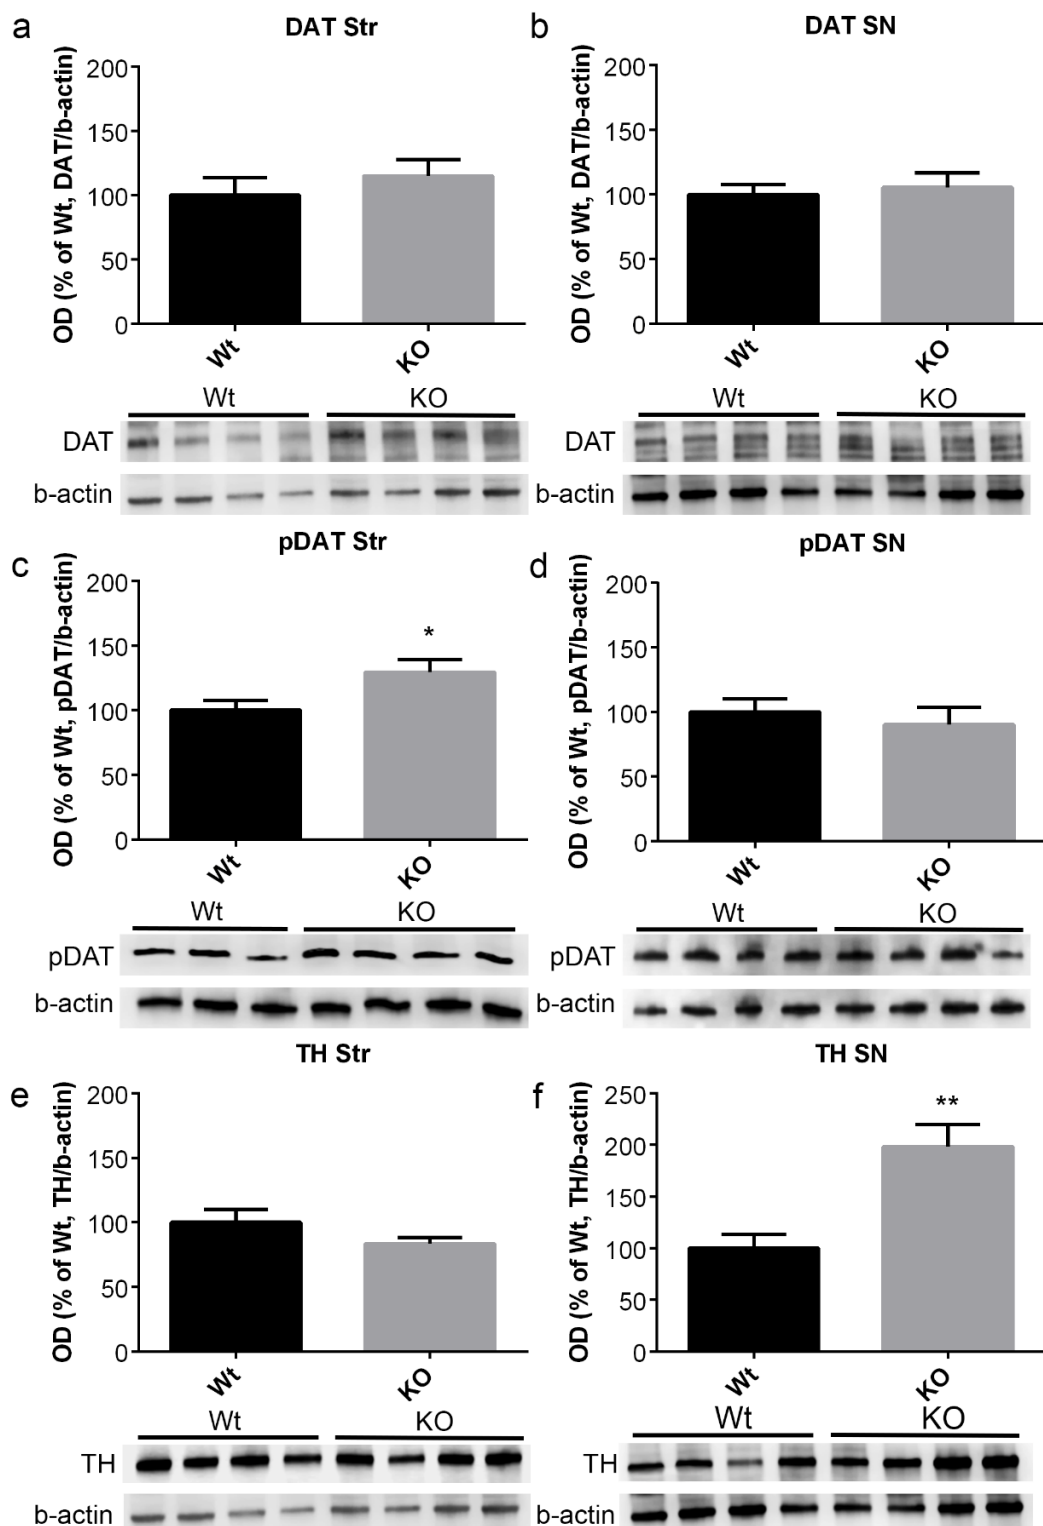 a
DAT Str
OD (% of Wt, DAT/b-actin)
200
150
100
50
0
Wt
KO
Wt
KO
DAT
b-actin
b
DAT SN
OD (% of Wt, DAT/b-actin)
200
150
100
50
0
Wt
KO
Wt
KO
DAT
b-actin
c
pDAT Str
OD (% of Wt, pDAT/b-actin)
200
150
100
50
0
*
Wt
KO
Wt
KO
pDAT
b-actin
d
pDAT SN
OD (% of Wt, pDAT/b-actin)
200
150
100
50
0
Wt
KO
Wt
KO
pDAT
b-actin
e
TH Str
OD (% of Wt, TH/b-actin)
200
150
100
50
0
Wt
KO
Wt
KO
TH
b-actin
f
TH SN
OD (% of Wt, TH/b-actin)
250
200
150
100
50
0
**
Wt
KO
Wt
KO
TH
b-actin